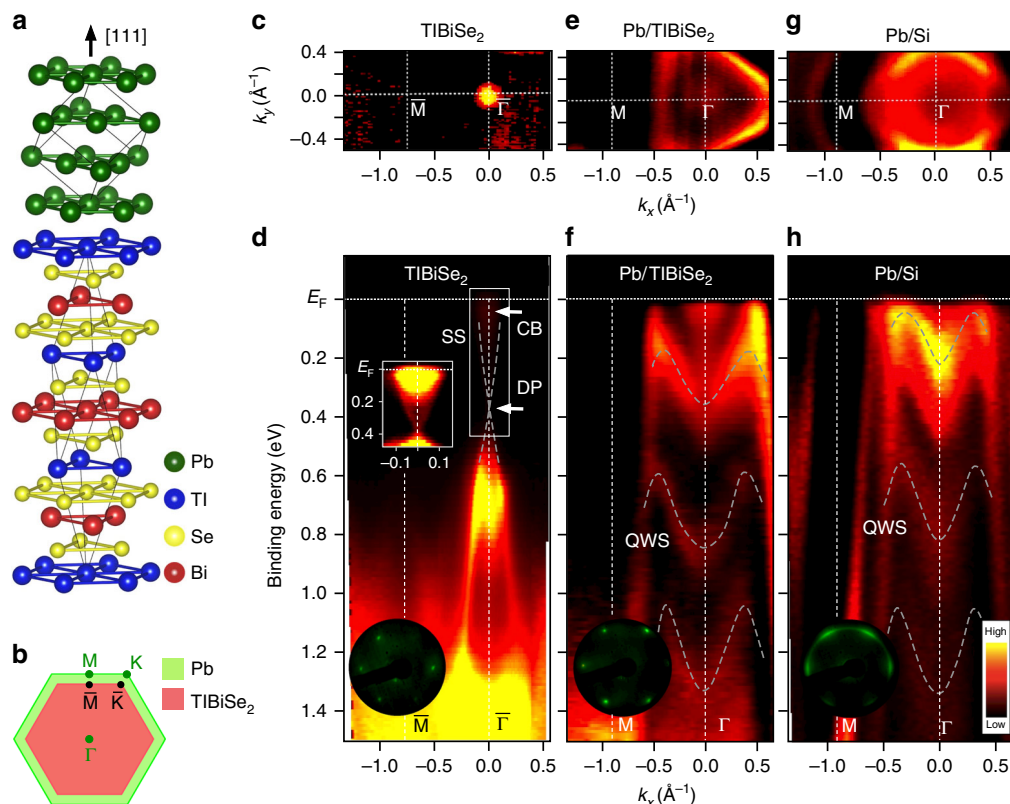 a
[111]
Pb
Tl
Se
Bi
b
M
K
M̄
K̄
Γ
Pb
TlBiSe₂
c
TlBiSe₂
kᵧ (Å⁻¹)
0.4
0.0
−0.4
M̄
Γ̄
−1.0 −0.5 0.0 0.5
e
Pb/TlBiSe₂
M
Γ
−1.0 −0.5 0.0 0.5
kₓ (Å⁻¹)
g
Pb/Si
M
Γ
−1.0 −0.5 0.0 0.5
d
TlBiSe₂
Binding energy (eV)
E_F
0.2
0.4
0.6
0.8
1.0
1.2
1.4
SS
CB
DP
E_F
0.2
0.4
−0.1 0.1
M̄
Γ̄
−1.0 −0.5 0.0 0.5
f
Pb/TlBiSe₂
QWS
M
Γ
−1.0 −0.5 0.0 0.5
kₓ (Å⁻¹)
h
Pb/Si
QWS
High
Low
M
Γ
−1.0 −0.5 0.0 0.5